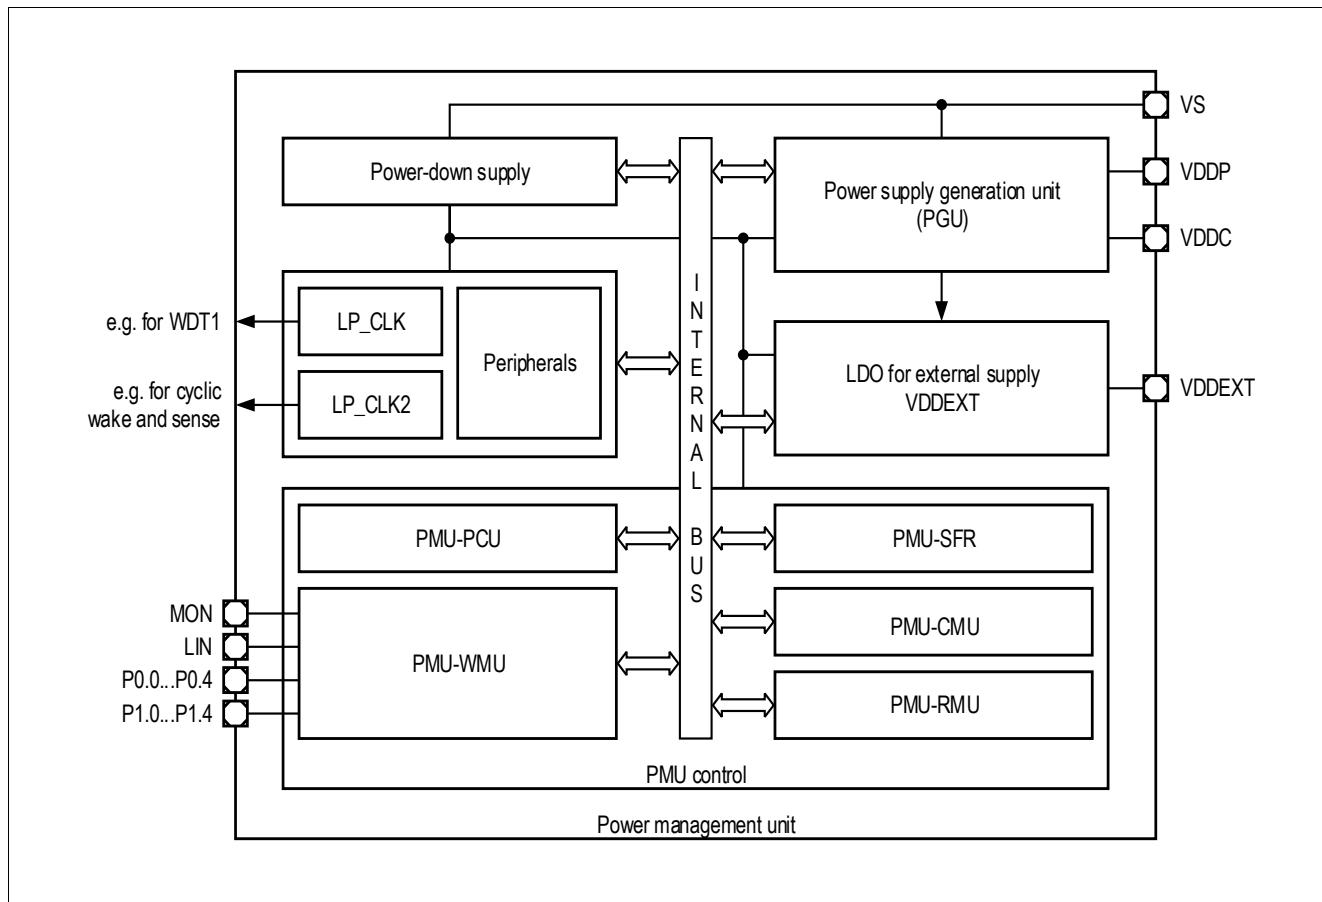 VS
Power-down supply
Power supply generation unit
(PGU)
VDDP
VDDC
INTERNAL BUS
e.g. for WDT1
LP_CLK
Peripherals
e.g. for cyclic
wake and sense
LP_CLK2
LDO for external supply
VDDEXT
VDDEXT
PMU-PCU
PMU-SFR
MON
LIN
P0.0...P0.4
P1.0...P1.4
PMU-WMU
PMU-CMU
PMU-RMU
PMU control
Power management unit